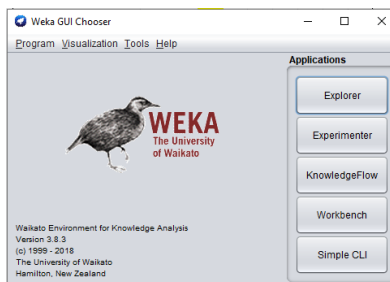 Weka GUI Chooser
Program Visualization Tools Help
Applications
Explorer
WEKA
The University
of Waikato
Experimenter
KnowledgeFlow
Workbench
Simple CLI
Waikato Environment for Knowledge Analysis
Version 3.8.3
(c) 1999 - 2018
The University of Waikato
Hamilton, New Zealand